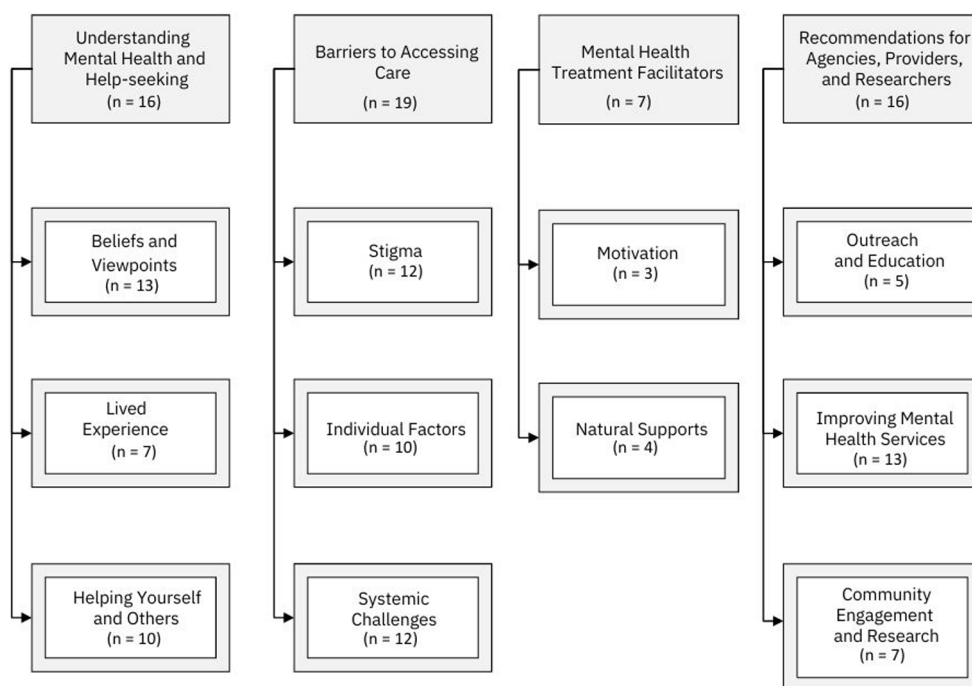 Understanding
Mental Health and
Help-seeking
(n = 16)
Beliefs and
Viewpoints
(n = 13)
Lived
Experience
(n = 7)
Helping Yourself
and Others
(n = 10)
Barriers to Accessing
Care
(n = 19)
Stigma
(n = 12)
Individual Factors
(n = 10)
Systemic
Challenges
(n = 12)
Mental Health
Treatment Facilitators
(n = 7)
Motivation
(n = 3)
Natural Supports
(n = 4)
Recommendations for
Agencies, Providers,
and Researchers
(n = 16)
Outreach
and Education
(n = 5)
Improving Mental
Health Services
(n = 13)
Community
Engagement
and Research
(n = 7)